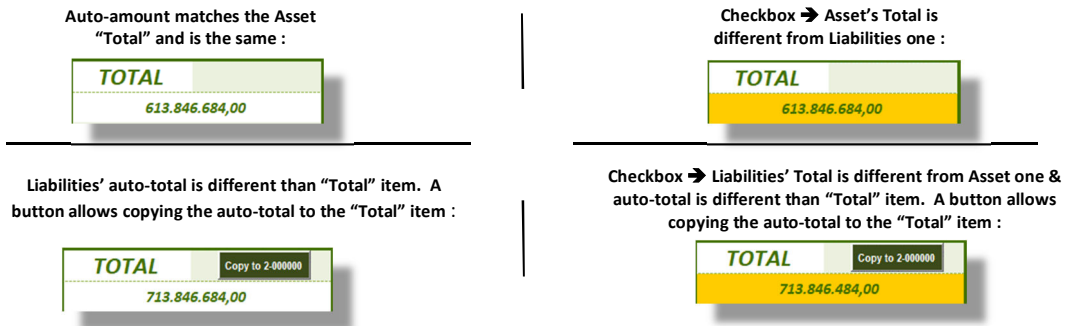 Auto-amount matches the Asset
“Total” and is the same :
TOTAL
613.846.684,00
Checkbox ➔ Asset’s Total is
different from Liabilities one :
TOTAL
613.846.684,00
Liabilities’ auto-total is different than “Total” item. A
button allows copying the auto-total to the “Total” item :
TOTAL
Copy to 2-000000
713.846.684,00
Checkbox ➔ Liabilities’ Total is different from Asset one &
auto-total is different than “Total” item. A button allows
copying the auto-total to the “Total” item :
TOTAL
Copy to 2-000000
713.846.484,00